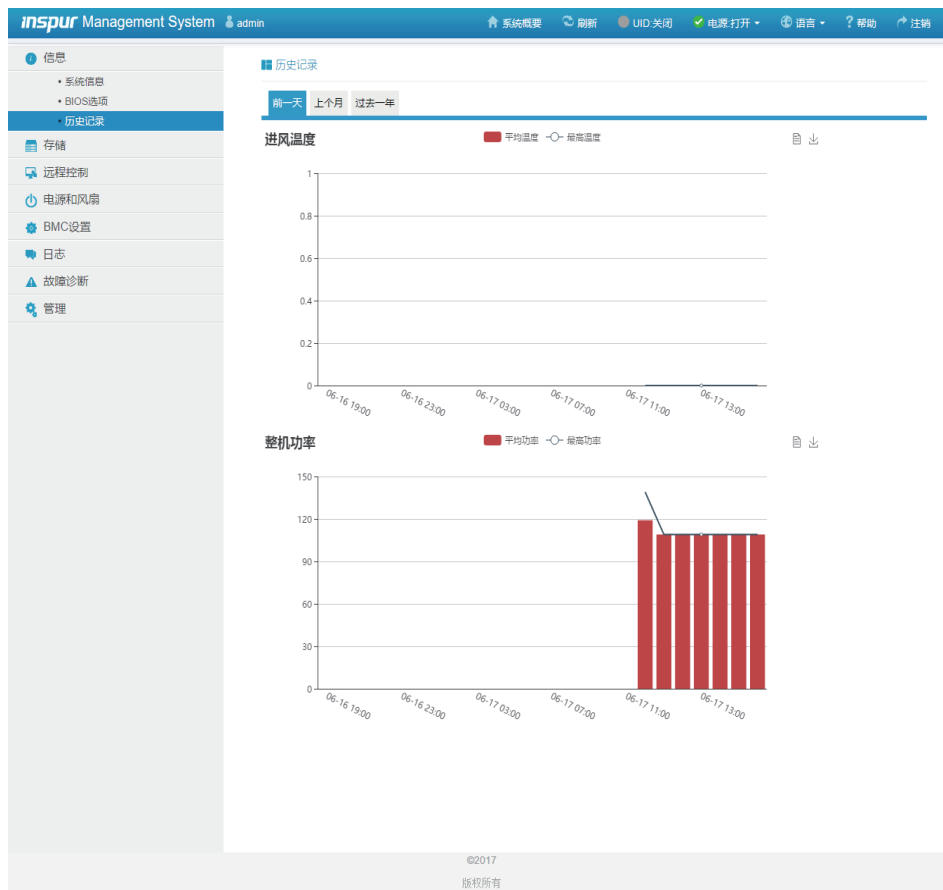 inspur Management System admin 系统概要 刷新 UID:关闭 电源:打开 语言 帮助 注销
信息
• 系统信息
• BIOS选项
• 历史记录
存储
远程控制
电源和风扇
BMC设置
日志
故障诊断
管理
历史记录
前一天 上个月 过去一年
进风温度 平均温度 最高温度
1
0.8
0.6
0.4
0.2
0
06-16 19:00 06-16 23:00 06-17 03:00 06-17 07:00 06-17 11:00 06-17 13:00
整机功率 平均功率 最高功率
150
120
90
60
30
0
06-16 19:00 06-16 23:00 06-17 03:00 06-17 07:00 06-17 11:00 06-17 13:00
©2017
版权所有